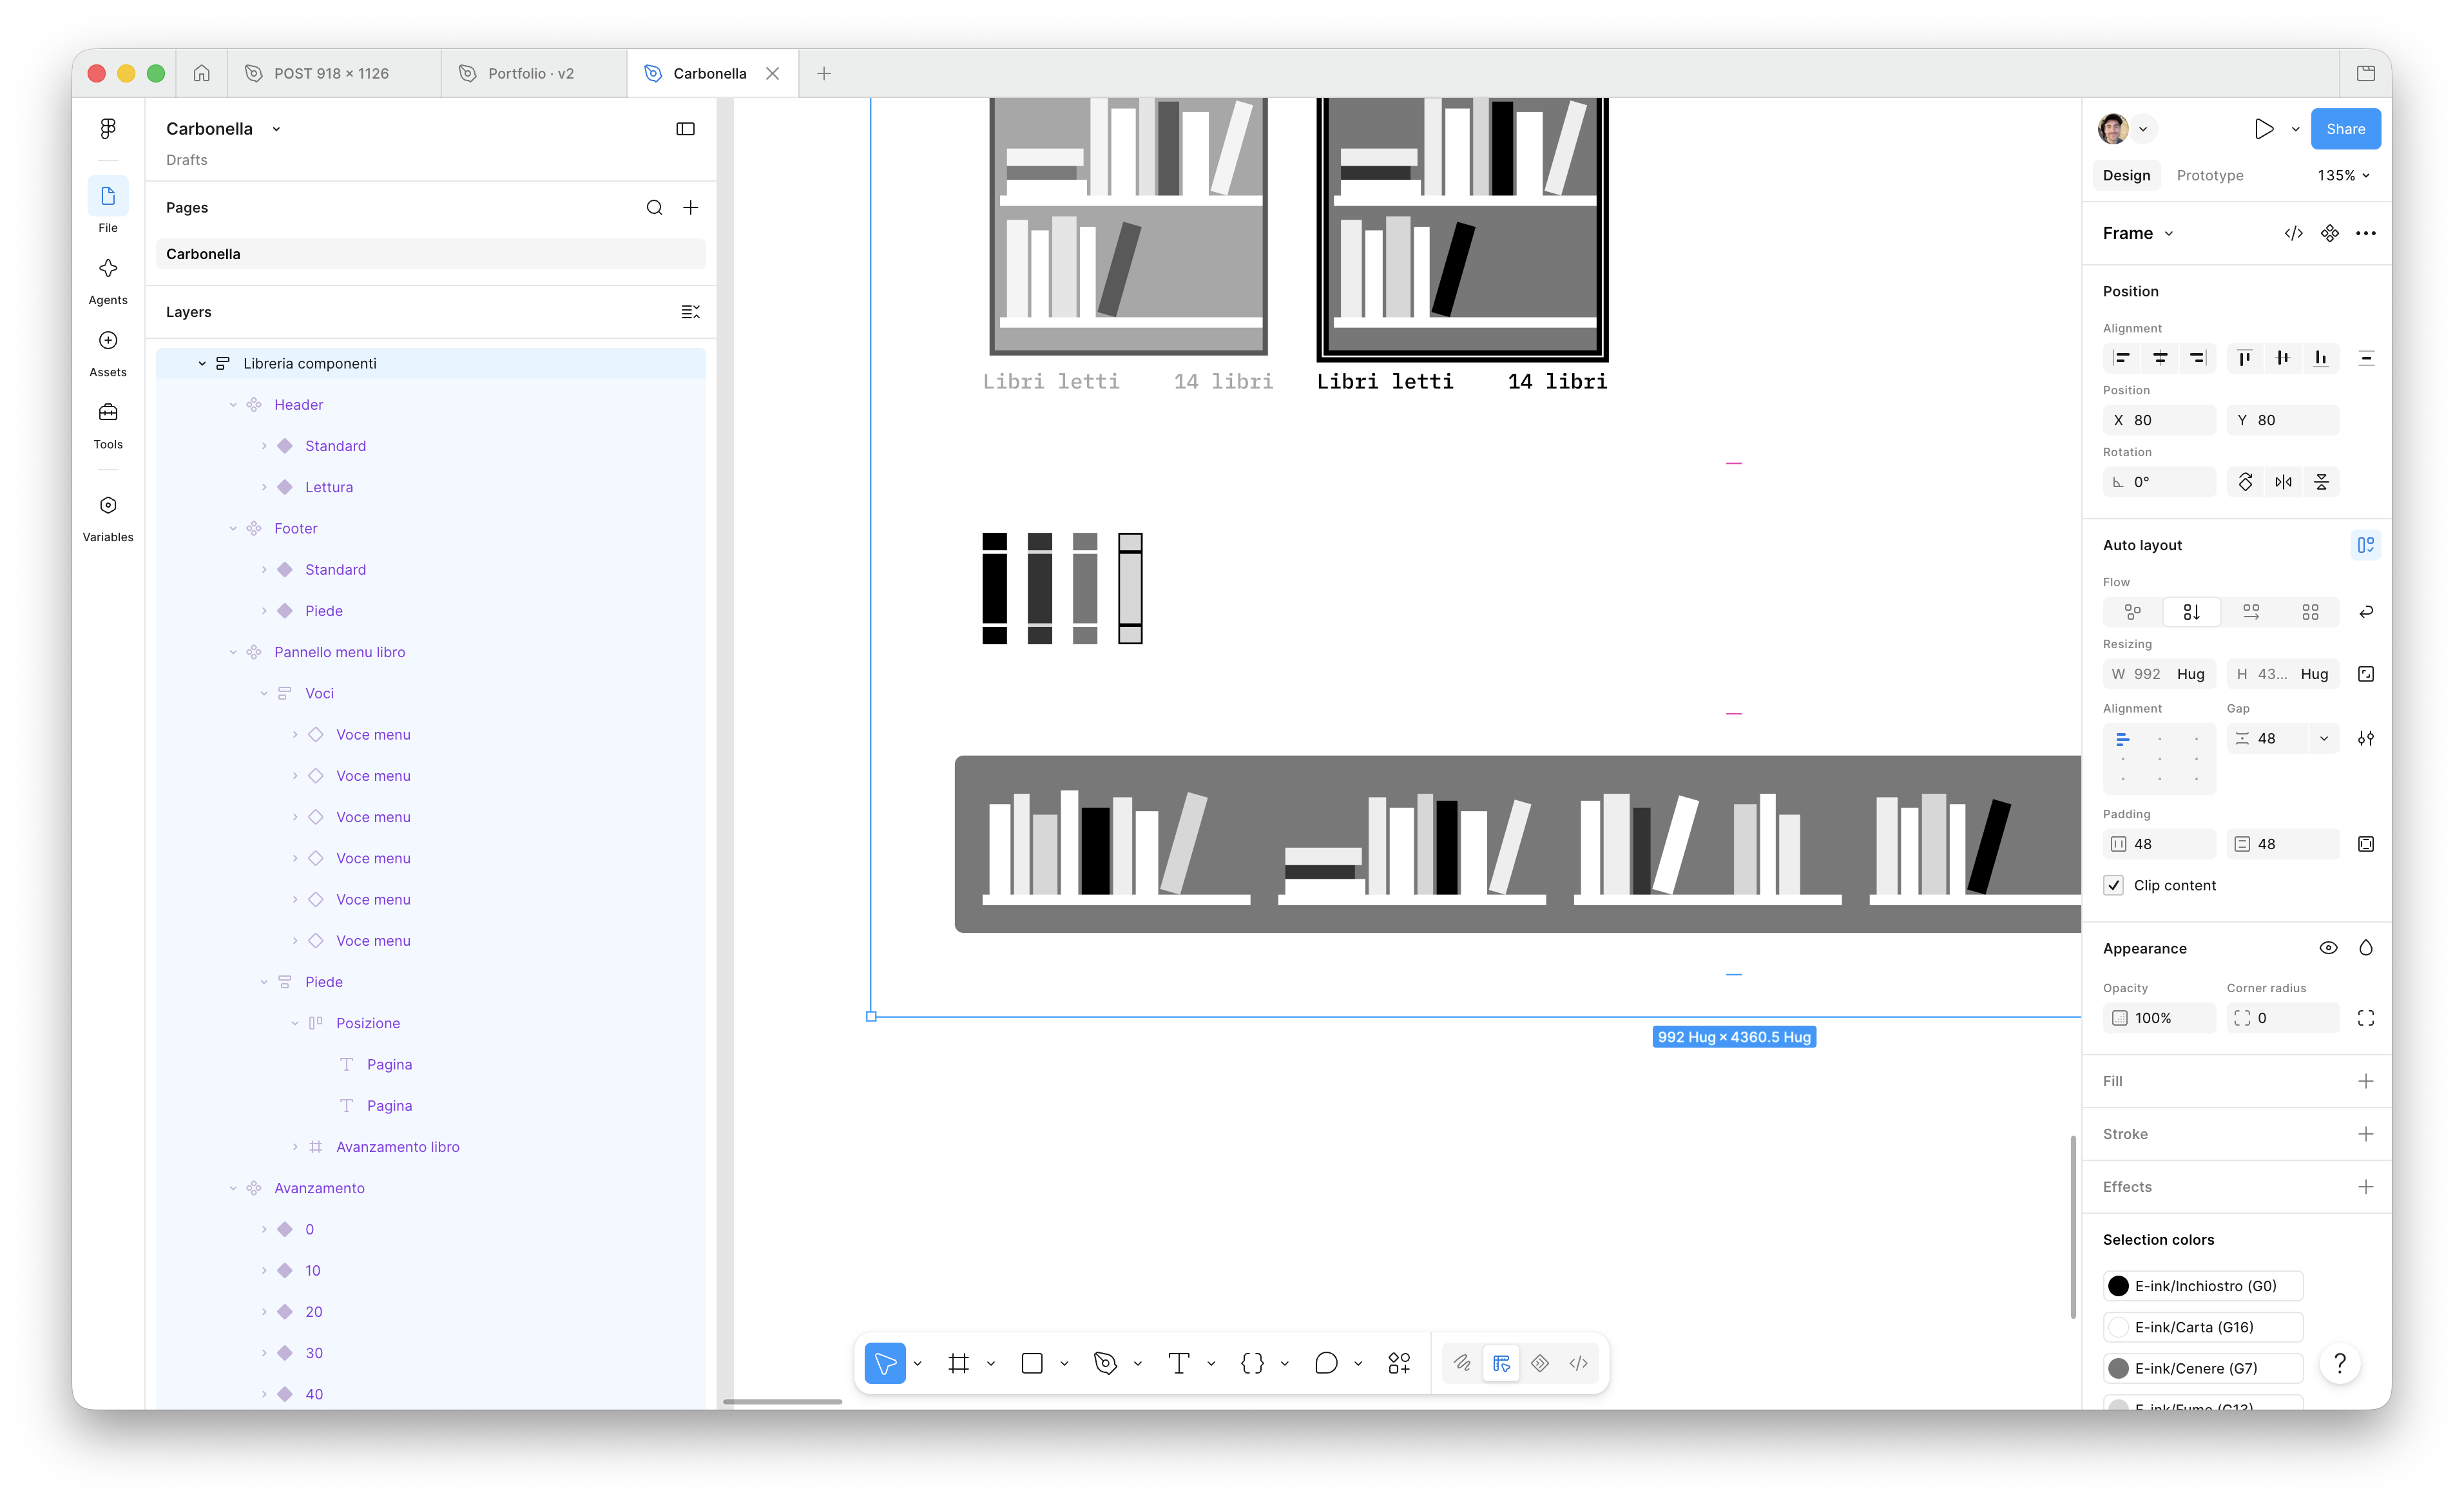 POST 918 × 1126
Portfolio · v2
Carbonella
File
Agents
Assets
Tools
Variables
Carbonella
Drafts
Pages
Carbonella
Layers
Libreria componenti
Header
Standard
Lettura
Footer
Standard
Piede
Pannello menu libro
Voci
Voce menu
Voce menu
Voce menu
Voce menu
Voce menu
Voce menu
Piede
Posizione
Pagina
Pagina
Avanzamento libro
Avanzamento
0
10
20
30
40
Libri letti 14 libri
Libri letti 14 libri
992 Hug × 4360.5 Hug
Share
Design Prototype 135%
Frame
Position
Alignment
Position
X 80 Y 80
Rotation
0°
Auto layout
Flow
Resizing
W 992 Hug H 43... Hug
Alignment Gap
48
Padding
48 48
Clip content
Appearance
Opacity Corner radius
100% 0
Fill
Stroke
Effects
Selection colors
E-ink/Inchiostro (G0)
E-ink/Carta (G16)
E-ink/Cenere (G7)
E-ink/Fumo (G13)
?